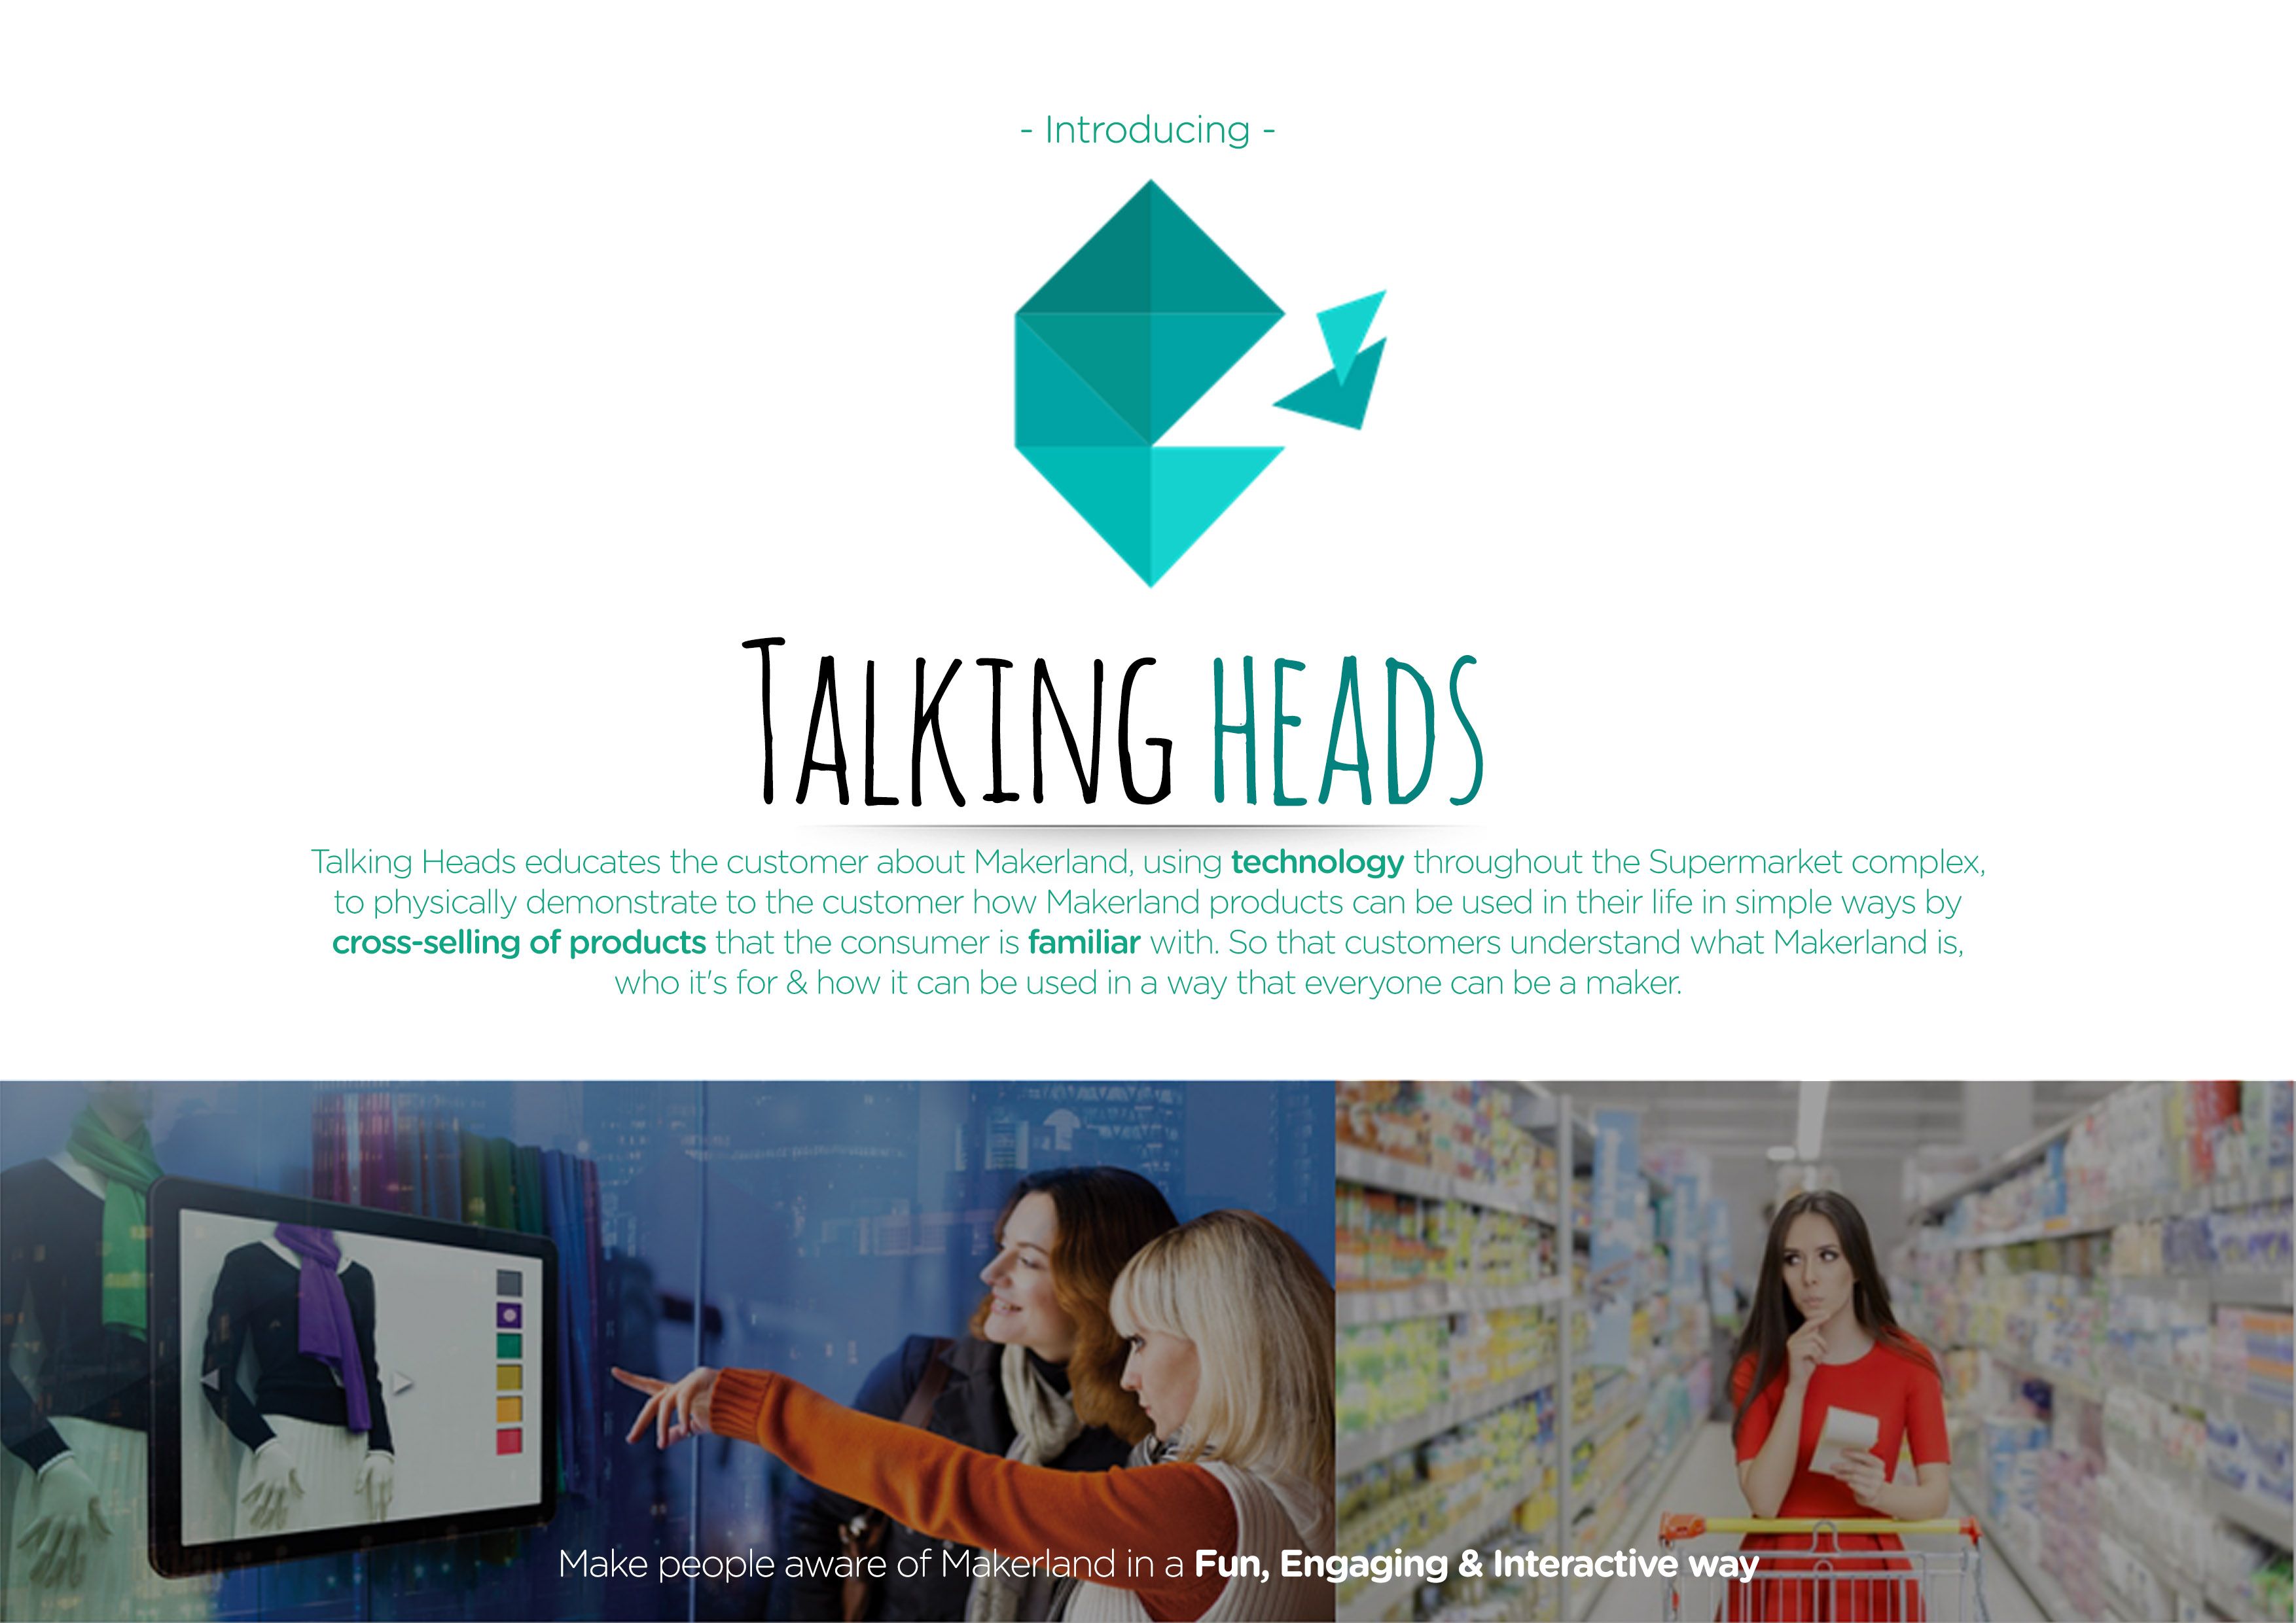 - Introducing -
TALKING HEADS
Talking Heads educates the customer about Makerland, using technology throughout the Supermarket complex,
to physically demonstrate to the customer how Makerland products can be used in their life in simple ways by
cross-selling of products that the consumer is familiar with. So that customers understand what Makerland is,
who it's for & how it can be used in a way that everyone can be a maker.
Make people aware of Makerland in a Fun, Engaging & Interactive way